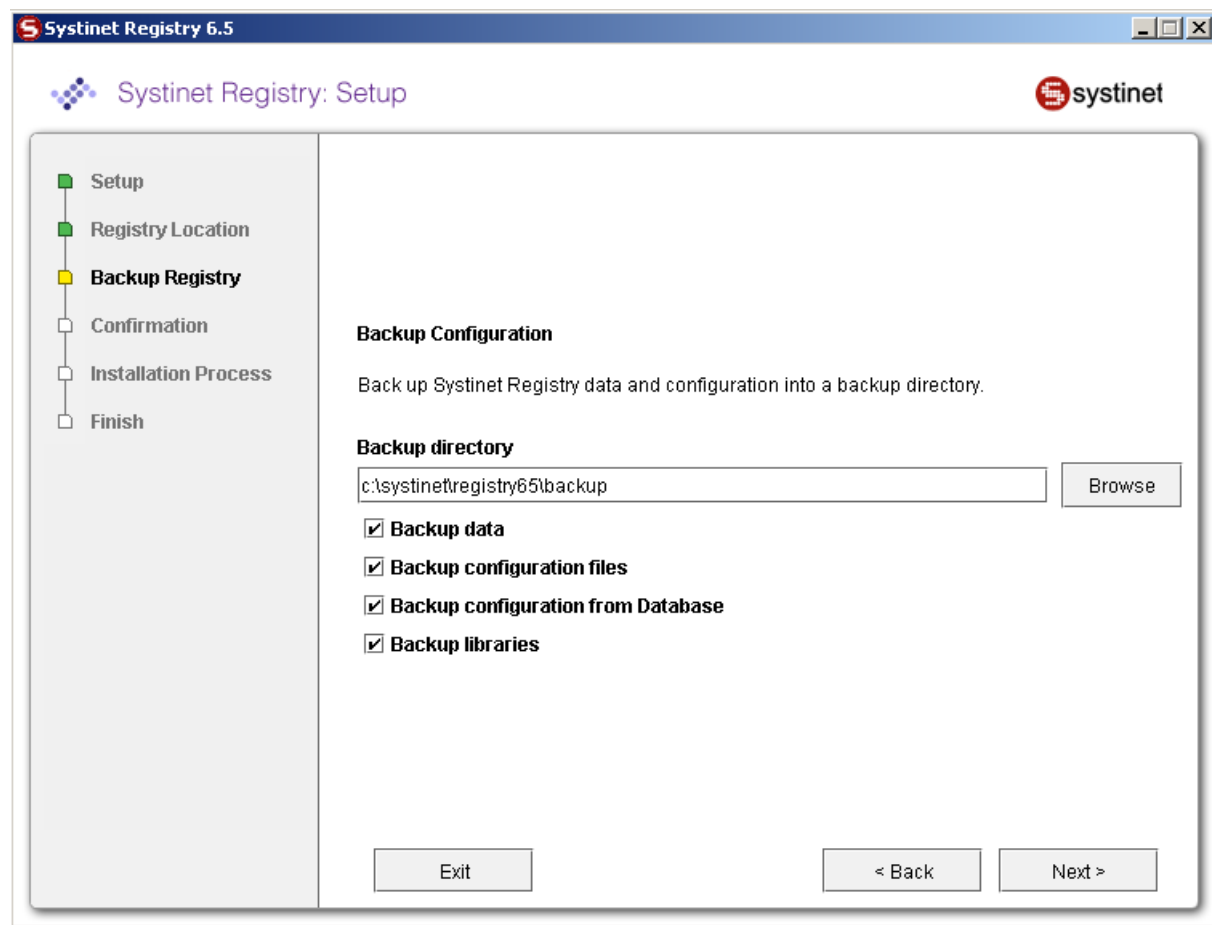 Systinet Registry 6.5
Systinet Registry: Setup
systinet
Setup
Registry Location
Backup Registry
Confirmation
Installation Process
Finish
Backup Configuration
Back up Systinet Registry data and configuration into a backup directory.
Backup directory
c:\systinet\registry65\backup
Browse
Backup data
Backup configuration files
Backup configuration from Database
Backup libraries
Exit
< Back
Next >